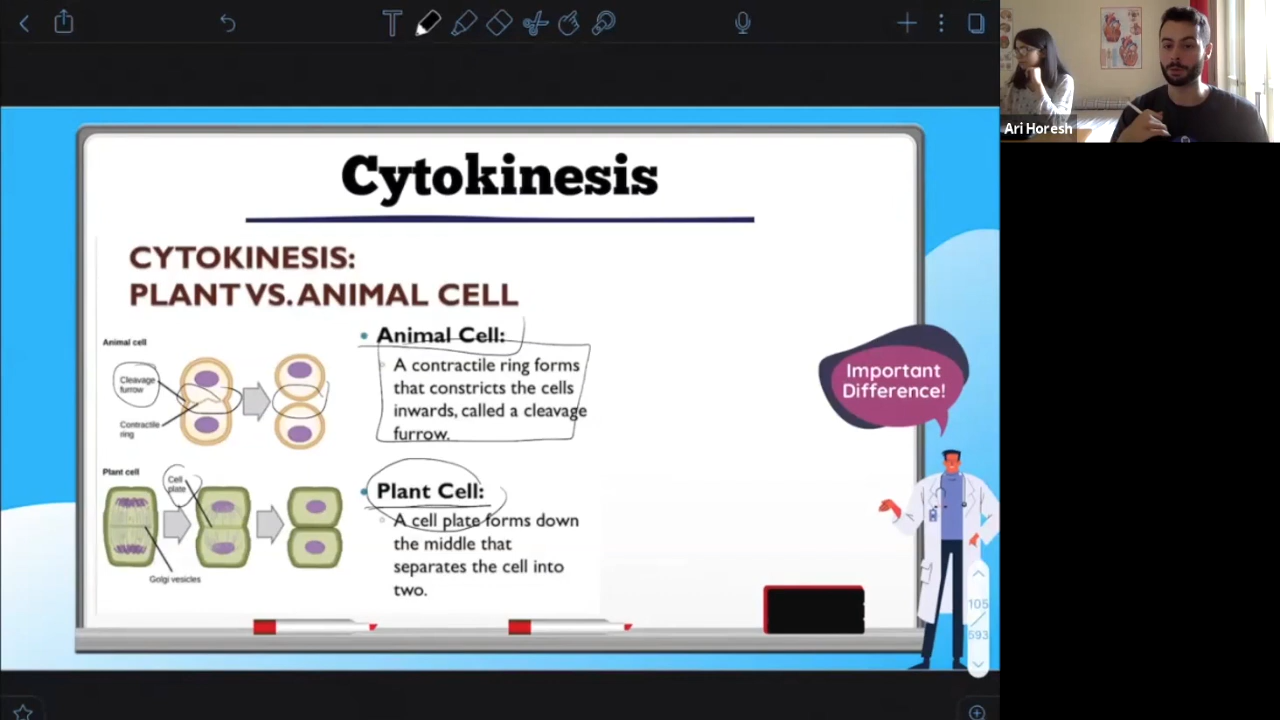 Ari Horesh
Cytokinesis
CYTOKINESIS:
PLANT VS. ANIMAL CELL
Animal cell
Cleavage
furrow
Contractile
ring
• Animal Cell:
A contractile ring forms
that constricts the cells
inwards, called a cleavage
furrow.
Plant cell
Cell
plate
Golgi vesicles
• Plant Cell:
A cell plate forms down
the middle that
separates the cell into
two.
Important
Difference!
105
593